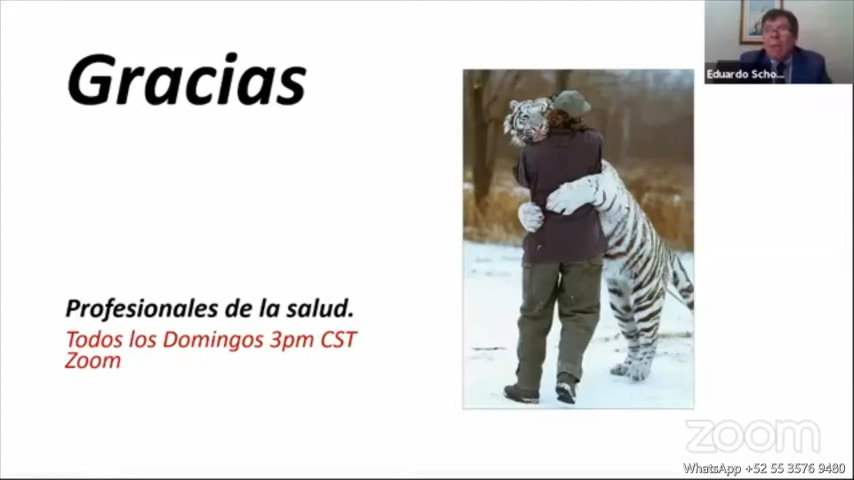 Gracias
Eduardo Scho...
Profesionales de la salud.
Todos los Domingos 3pm CST
Zoom
zoom
WhatsApp +52 55 3576 9480